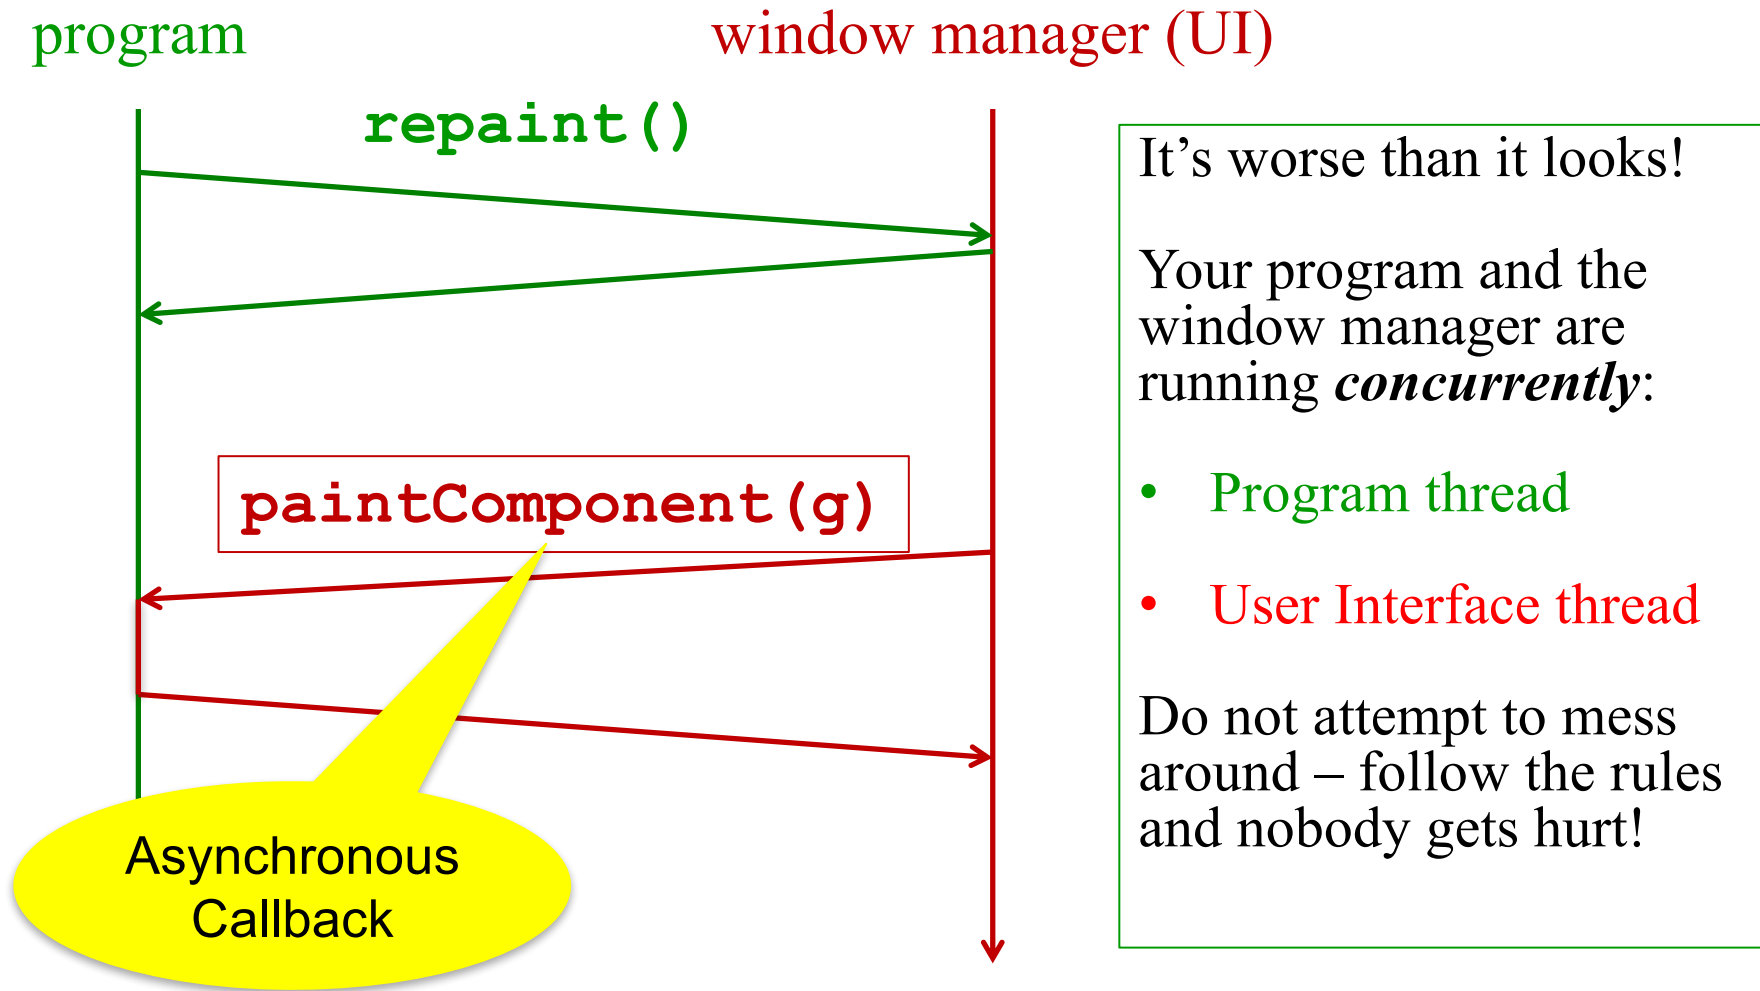 program
window manager (UI)
repaint()
paintComponent(g)
Asynchronous
Callback
It’s worse than it looks!
Your program and the
window manager are
running concurrently:
• Program thread
• User Interface thread
Do not attempt to mess
around – follow the rules
and nobody gets hurt!